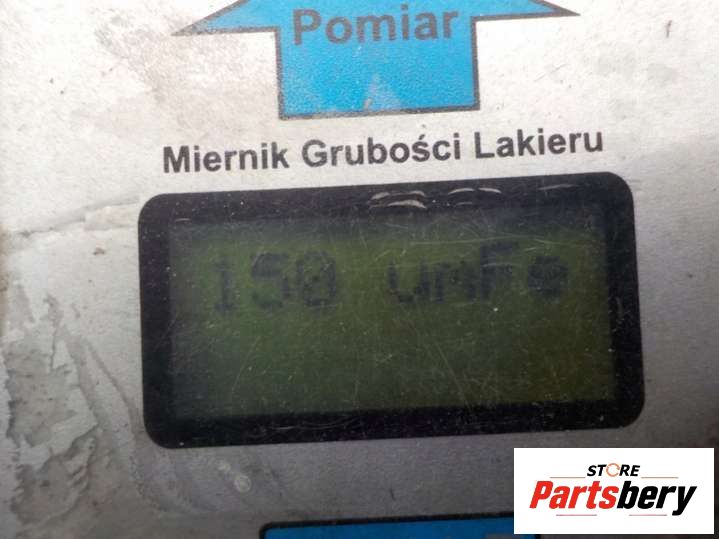 Pomiar
Miernik Grubości Lakieru
150 umFe
STORE
Partsbery